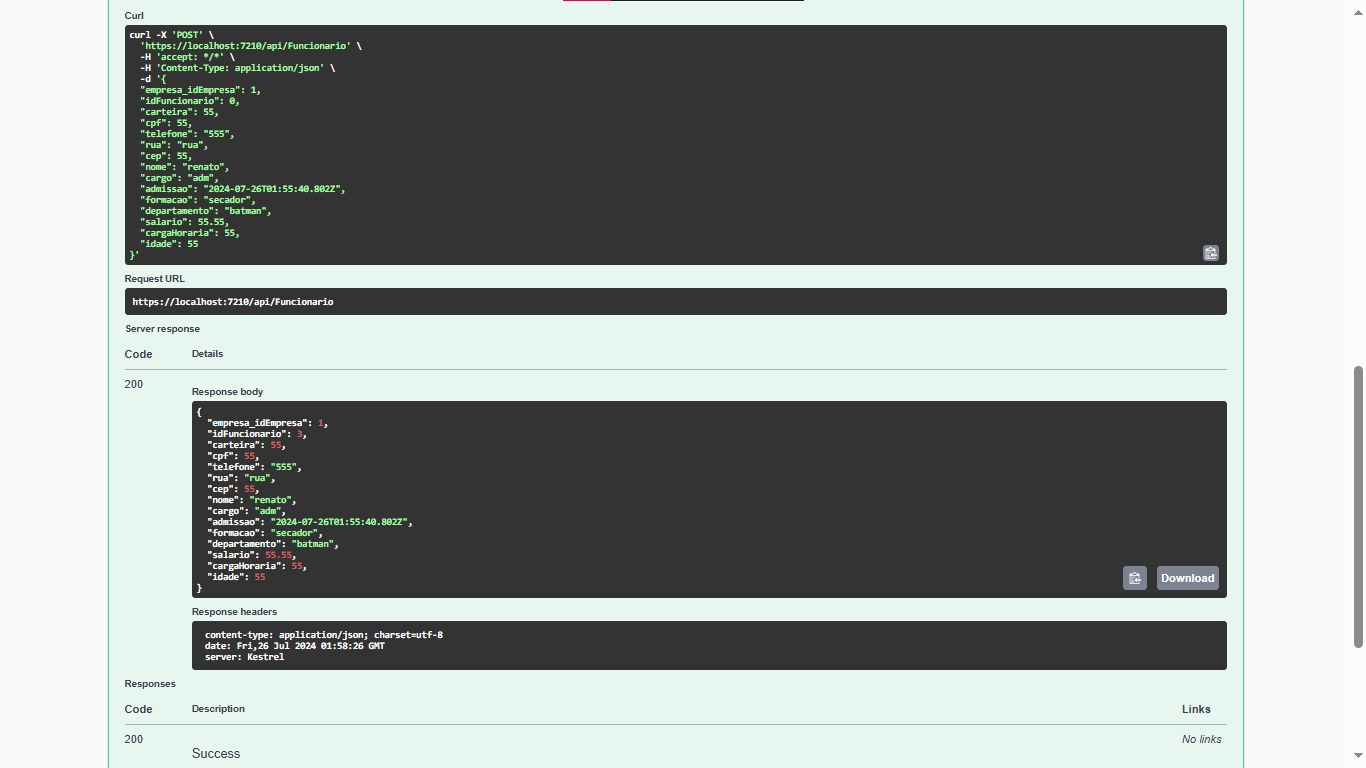 Curl
curl -X 'POST' \
  'https://localhost:7210/api/Funcionario' \
  -H 'accept: */*' \
  -H 'Content-Type: application/json' \
  -d '{
  "empresa_idEmpresa": 1,
  "idFuncionario": 0,
  "carteira": 55,
  "cpf": 55,
  "telefone": "555",
  "rua": "rua",
  "cep": 55,
  "nome": "renato",
  "cargo": "adm",
  "admissao": "2024-07-26T01:55:40.802Z",
  "formacao": "secador",
  "departamento": "batman",
  "salario": 55.55,
  "cargaHoraria": 55,
  "idade": 55
}'
Request URL
https://localhost:7210/api/Funcionario
Server response
Code Details
200
Response body
{
  "empresa_idEmpresa": 1,
  "idFuncionario": 3,
  "carteira": 55,
  "cpf": 55,
  "telefone": "555",
  "rua": "rua",
  "cep": 55,
  "nome": "renato",
  "cargo": "adm",
  "admissao": "2024-07-26T01:55:40.802Z",
  "formacao": "secador",
  "departamento": "batman",
  "salario": 55.55,
  "cargaHoraria": 55,
  "idade": 55
}
Download
Response headers
content-type: application/json; charset=utf-8
date: Fri,26 Jul 2024 01:58:26 GMT
server: Kestrel
Responses
Code Description Links
200 No links
Success